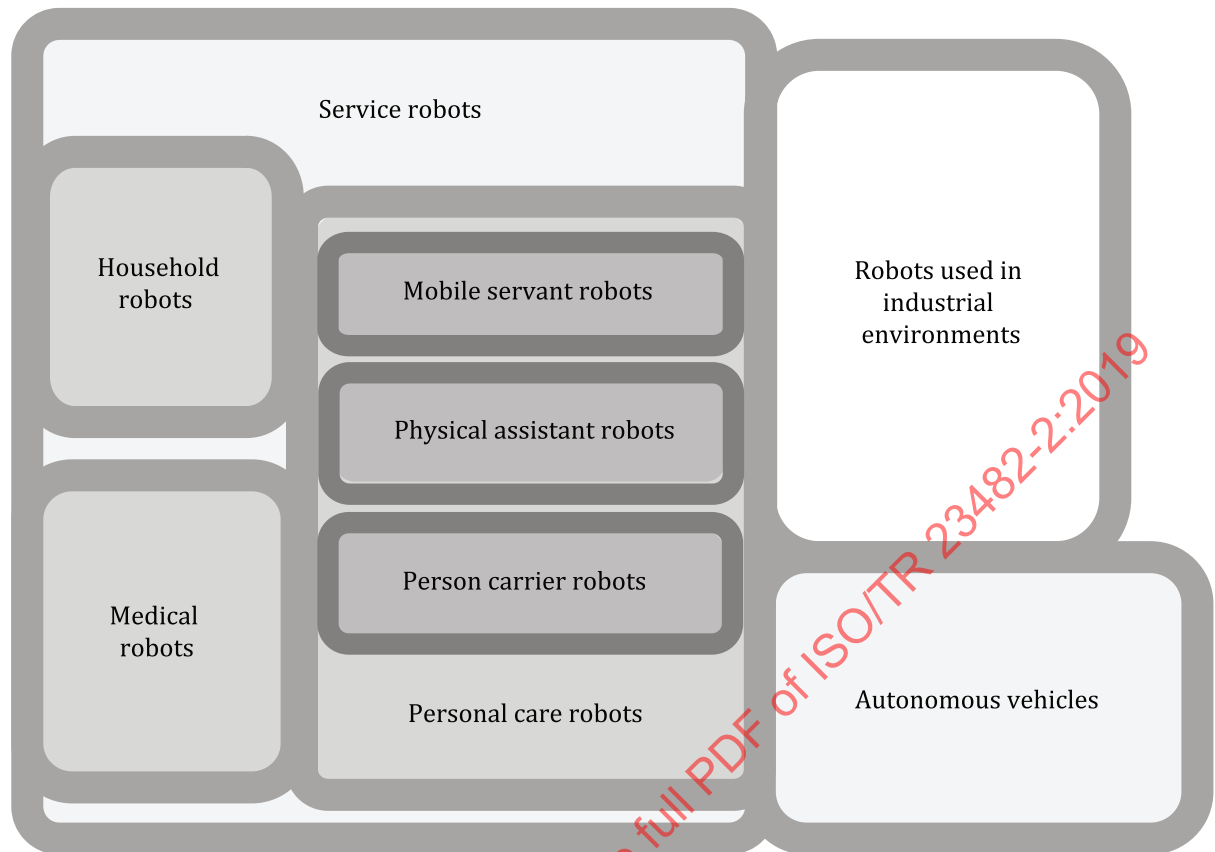 Service robots
Household
robots
Mobile servant robots
Physical assistant robots
Person carrier robots
Personal care robots
Medical
robots
Robots used in
industrial
environments
Autonomous vehicles
full PDF of ISO/TR 23482-2:2019